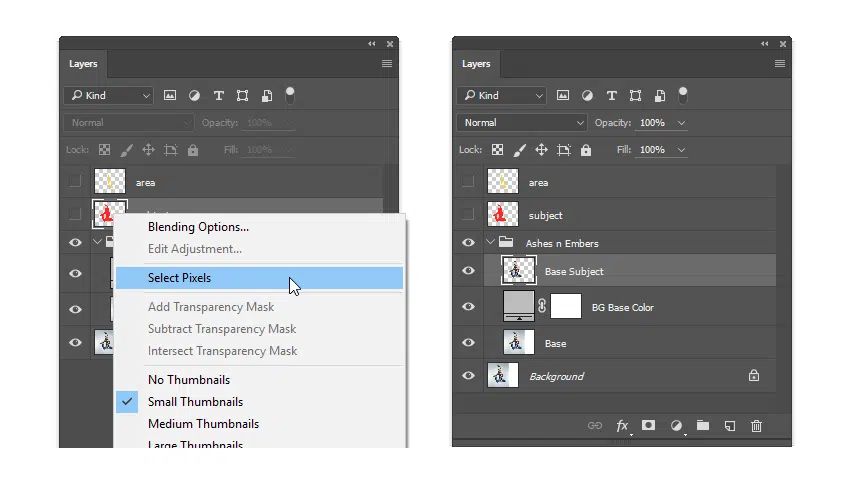 Layers
Kind
Normal
Opacity: 100%
Lock:
Fill: 100%
area
Blending Options...
Edit Adjustment...
Select Pixels
Add Transparency Mask
Subtract Transparency Mask
Intersect Transparency Mask
No Thumbnails
Small Thumbnails
Medium Thumbnails
Large Thumbnails
Layers
Kind
Normal
Opacity: 100%
Lock:
Fill: 100%
area
subject
Ashes n Embers
Base Subject
BG Base Color
Base
Background
fx